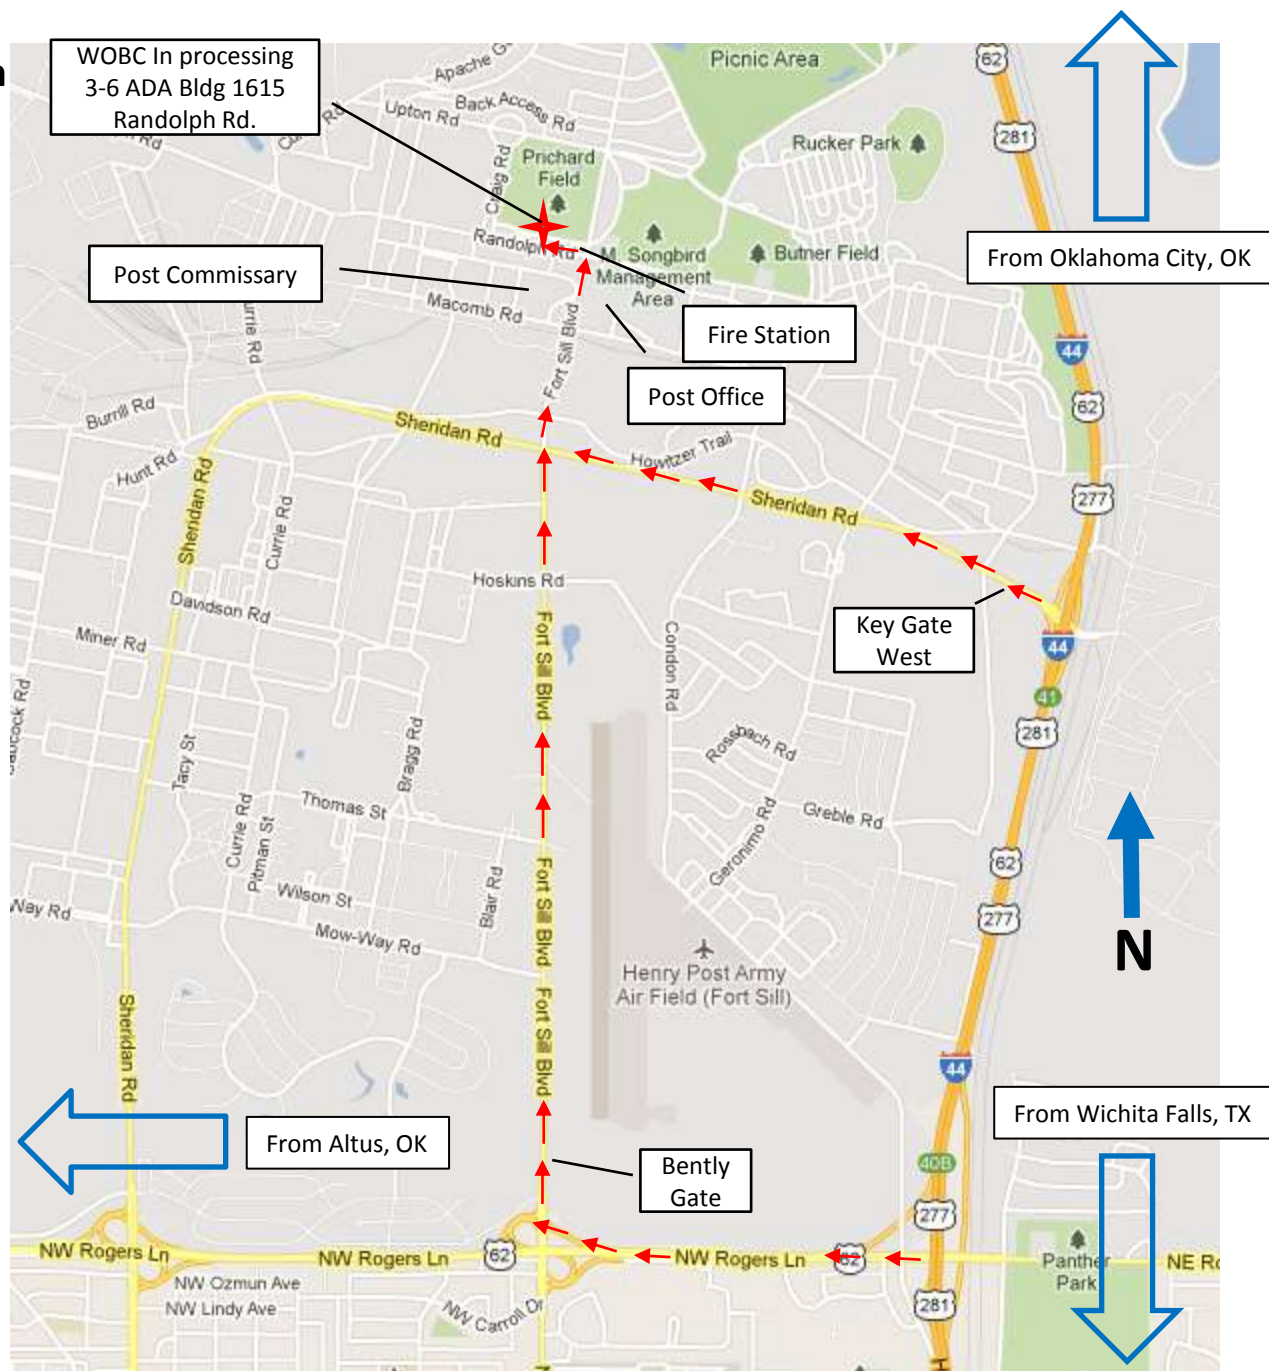 WOBC In processing
3-6 ADA Bldg 1615
Randolph Rd.
Apache
Picnic Area
62
281
Upton Rd
Back Access Rd
Rucker Park
Craig Rd
Prichard
Field
Randolph Rd
M. Songbird
Management
Area
Butner Field
From Oklahoma City, OK
Post Commissary
Macomb Rd
Fort Sill Blvd
Fire Station
Post Office
44
62
Burrill Rd
Hunt Rd
Sheridan Rd
Howitzer Trail
277
Sheridan Rd
Sheridan Rd
Currie Rd
Hoskins Rd
Davidson Rd
Miner Rd
Fort Sill Blvd
Condon Rd
Key Gate
West
44
41
281
Tacy St
Bragg Rd
Rossbach Rd
Thomas St
Currie Rd
Pitman St
Geronimo Rd
Greble Rd
62
277
Wilson St
Blair Rd
Fort Sill Blvd
Way Rd
Mow-Way Rd
Henry Post Army
Air Field (Fort Sill)
N
Sheridan Rd
Fort Sill Blvd
44
From Altus, OK
From Wichita Falls, TX
Bently
Gate
40B
277
NW Rogers Ln
NW Rogers Ln
62
NW Rogers Ln
62
Panther
Park
NE
NW Ozmun Ave
NW Lindy Ave
NW Carroll Dr
281